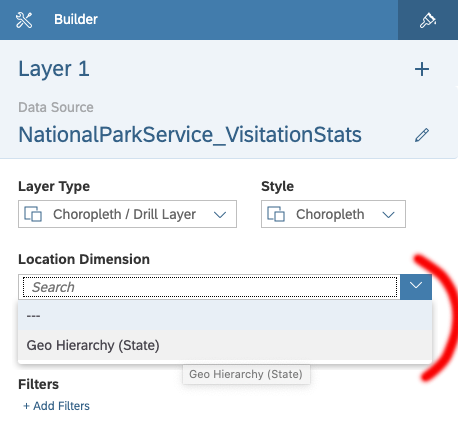 Builder
Layer 1
Data Source
NationalParkService_VisitationStats
Layer Type
Style
Choropleth / Drill Layer
Choropleth
Location Dimension
Search
---
Geo Hierarchy (State)
Geo Hierarchy (State)
Filters
+ Add Filters